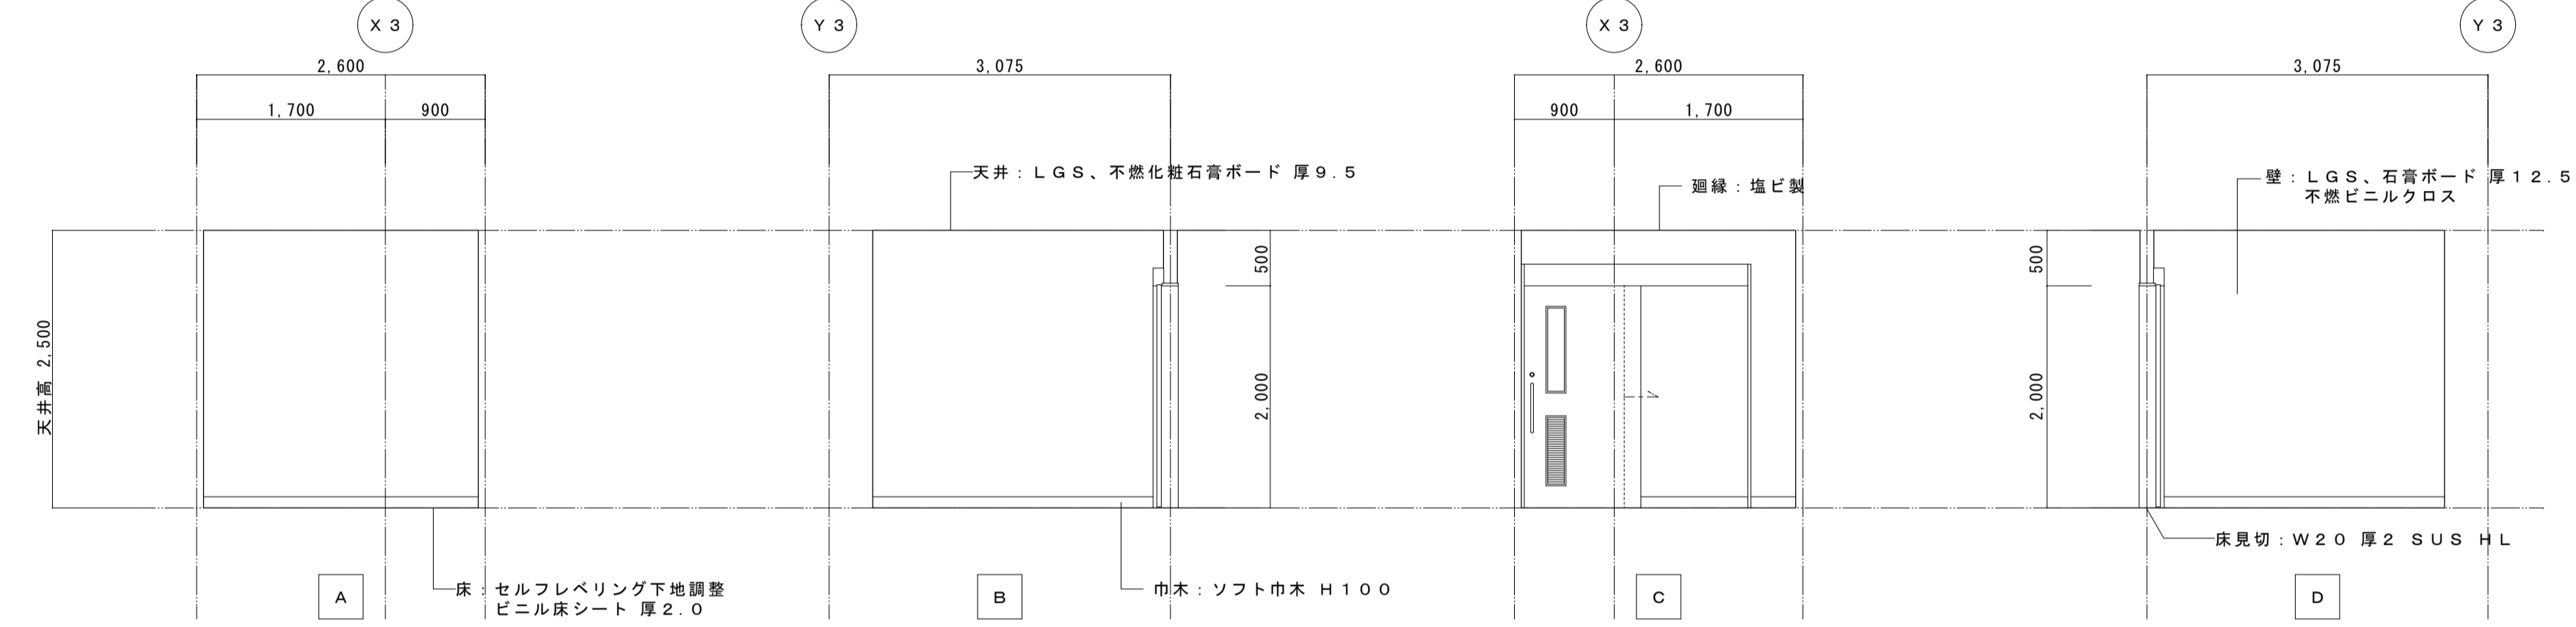 X3
Y3
X3
Y3
2,600
3,075
2,600
3,075
1,700
900
900
1,700
天井：LGS、不燃化粧石膏ボード 厚9.5
廻縁：塩ビ製
壁：LGS、石膏ボード 厚12.5
不燃ビニルクロス
天井高 2,500
500
2,000
500
2,000
床：セルフレベリング下地調整
ビニル床シート 厚2.0
巾木：ソフト巾木 H100
床見切：W20 厚2 SUS HL
A
B
C
D